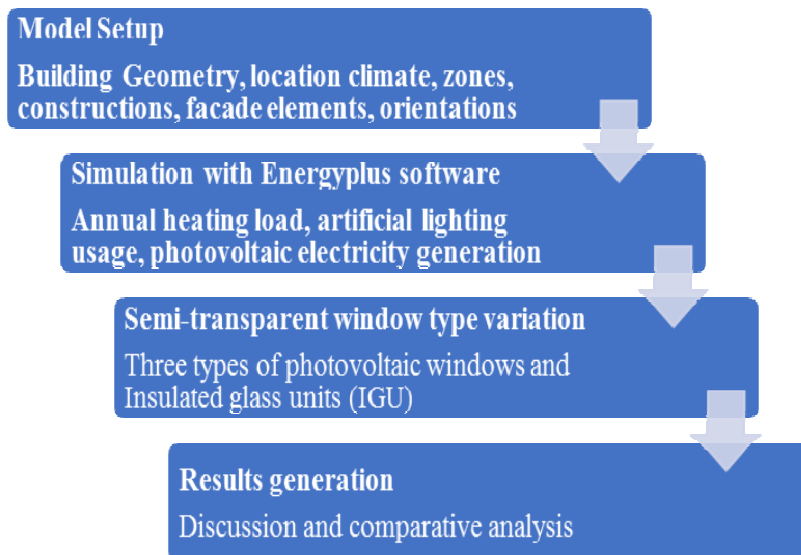 Model Setup
Building Geometry, location climate, zones,
constructions, facade elements, orientations
Simulation with Energyplus software
Annual heating load, artificial lighting
usage, photovoltaic electricity generation
Semi-transparent window type variation
Three types of photovoltaic windows and
Insulated glass units (IGU)
Results generation
Discussion and comparative analysis